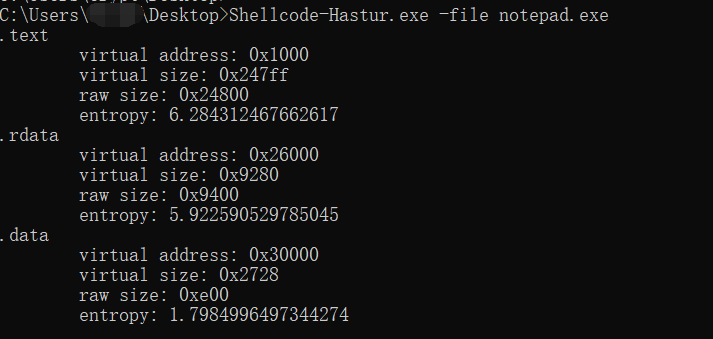 C:\Users\ \Desktop>Shellcode-Hastur.exe -file notepad.exe
.text
virtual address: 0x1000
virtual size: 0x247ff
raw size: 0x24800
entropy: 6.284312467662617
.rdata
virtual address: 0x26000
virtual size: 0x9280
raw size: 0x9400
entropy: 5.922590529785045
.data
virtual address: 0x30000
virtual size: 0x2728
raw size: 0xe00
entropy: 1.7984996497344274